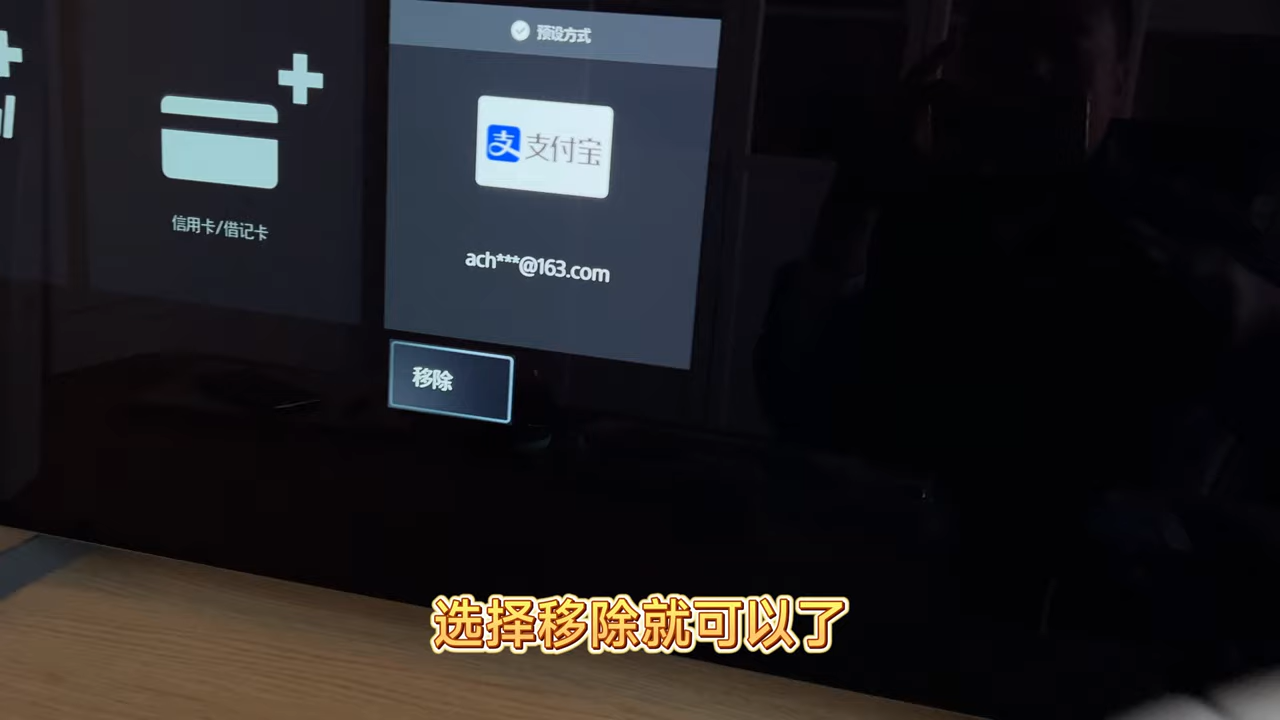 预设方式
支 支付宝
信用卡/借记卡
ach***@163.com
移除
选择移除就可以了